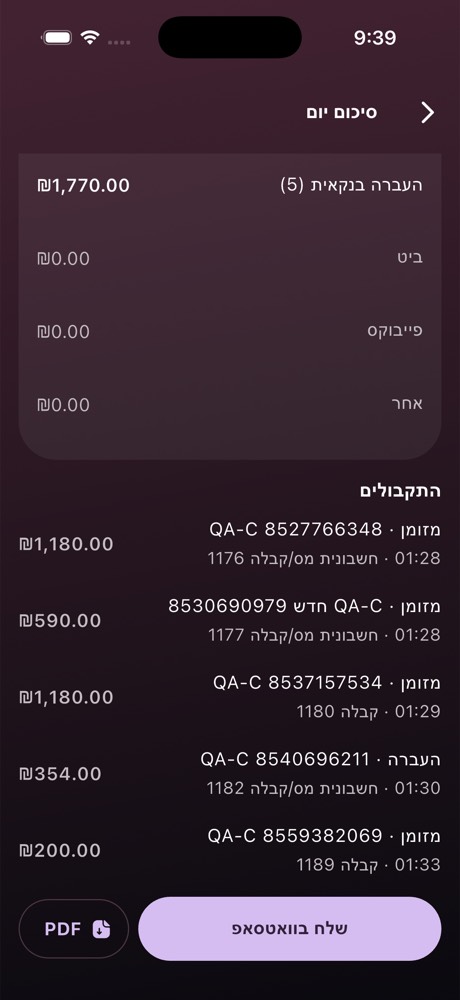 9:39
סיכום יום
העברה בנקאית (5) ₪1,770.00
ביט ₪0.00
פייבוקס ₪0.00
אחר ₪0.00
התקבולים
מזומן · QA-C 8527766348
01:28 · חשבונית מס/קבלה 1176
₪1,180.00
מזומן · QA-C חדש 8530690979
01:28 · חשבונית מס/קבלה 1177
₪590.00
מזומן · QA-C 8537157534
01:29 · קבלה 1180
₪1,180.00
העברה · QA-C 8540696211
01:30 · חשבונית מס/קבלה 1182
₪354.00
מזומן · QA-C 8559382069
01:33 · קבלה 1189
₪200.00
שלח בוואטסאפ
PDF